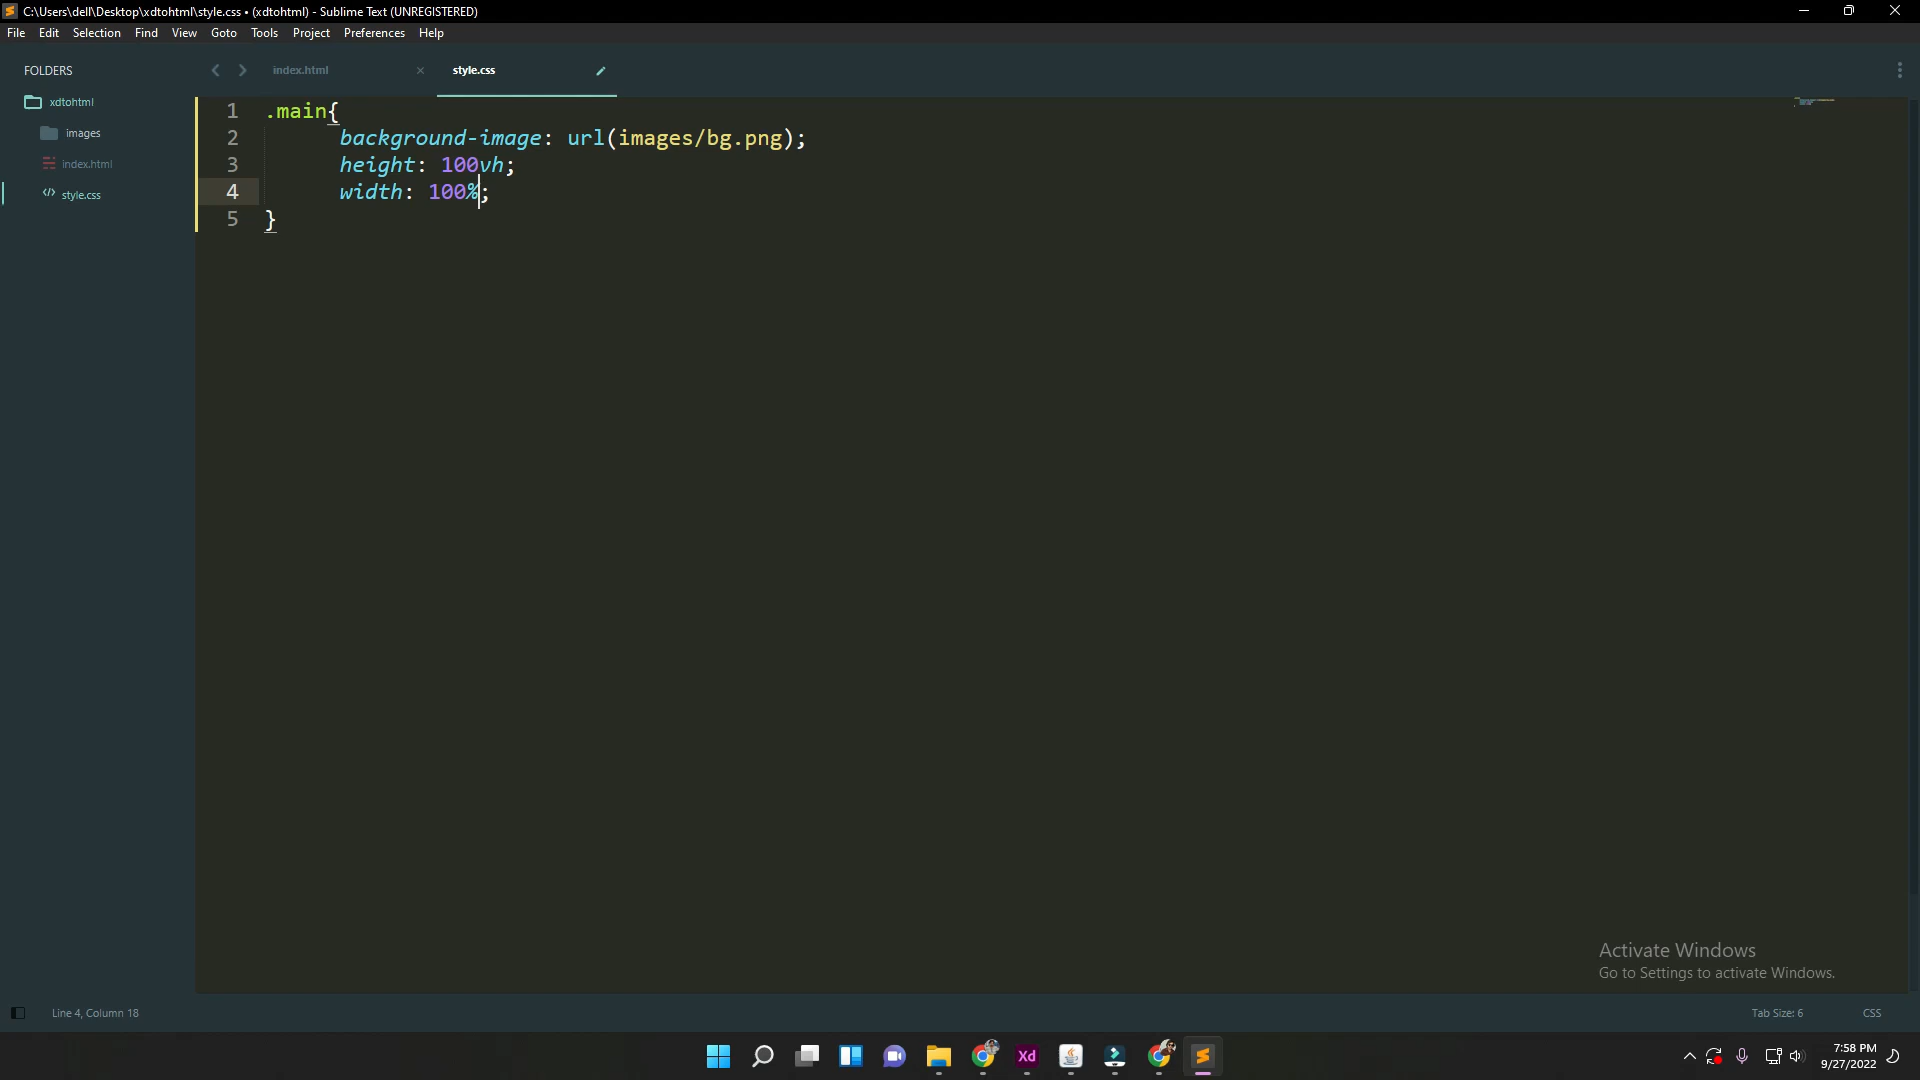 C:\Users\dell\Desktop\xdtohtml\style.css • (xdtohtml) - Sublime Text (UNREGISTERED)
File Edit Selection Find View Goto Tools Project Preferences Help
FOLDERS
xdtohtml
images
index.html
style.css
index.html
style.css
1 .main{
2 background-image: url(images/bg.png);
3 height: 100vh;
4 width: 100%;
5 }
Activate Windows
Go to Settings to activate Windows.
Line 4, Column 18
Tab Size: 6
CSS
Xd
7:58 PM
9/27/2022